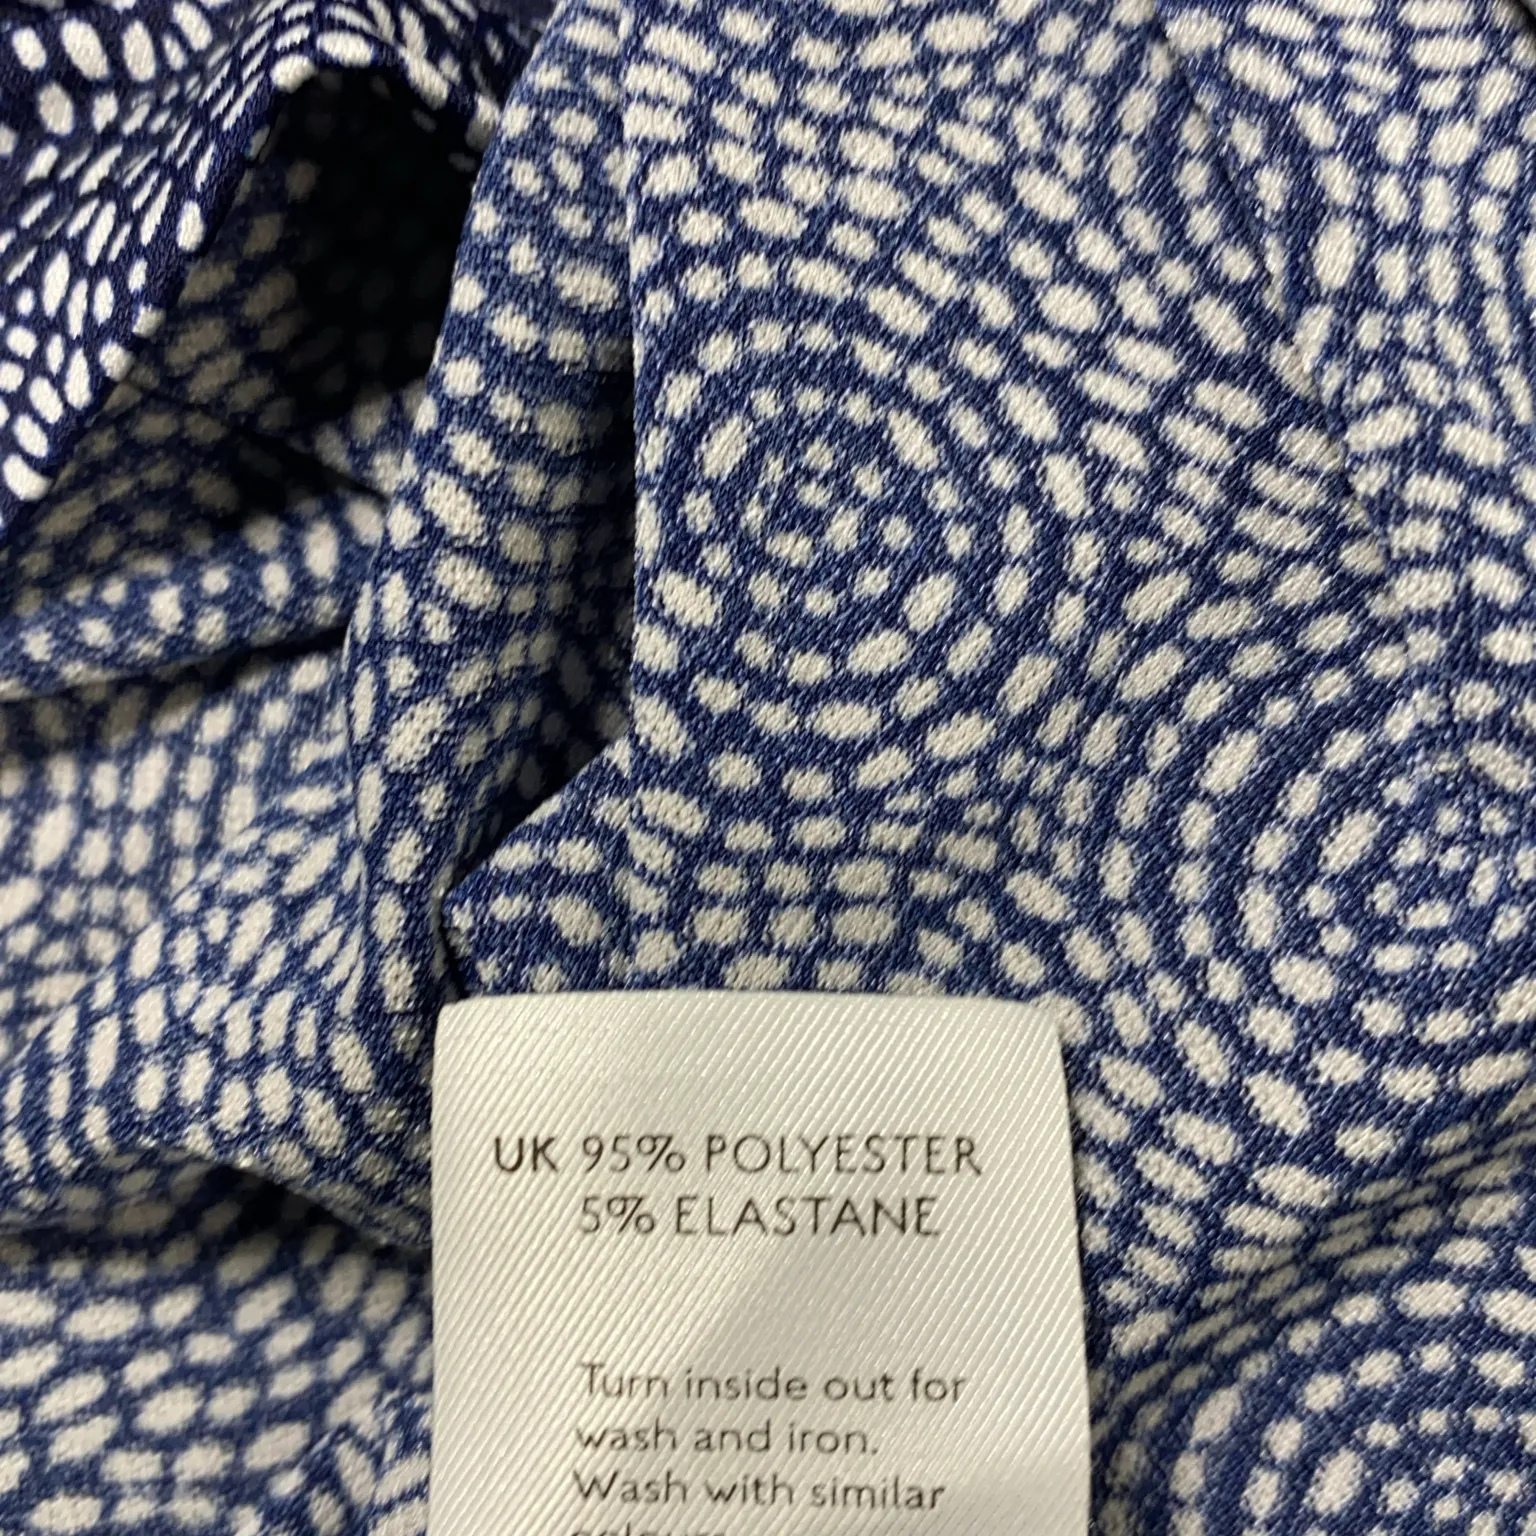 UK 95% POLYESTER
5% ELASTANE
Turn inside out for
wash and iron.
Wash with similar